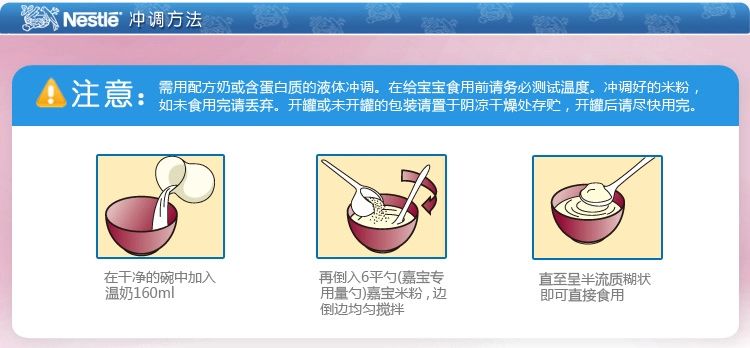 Nestlé 冲调方法
注意：
需用配方奶或含蛋白质的液体冲调。在给宝宝食用前请务必测试温度。冲调好的米粉，
如未食用完请丢弃。开罐或未开罐的包装请置于阴凉干燥处存贮，开罐后请尽快用完。
在干净的碗中加入
温奶160ml
再倒入6平勺(嘉宝专
用量勺)嘉宝米粉，边
倒边均匀搅拌
直至呈半流质糊状
即可直接食用